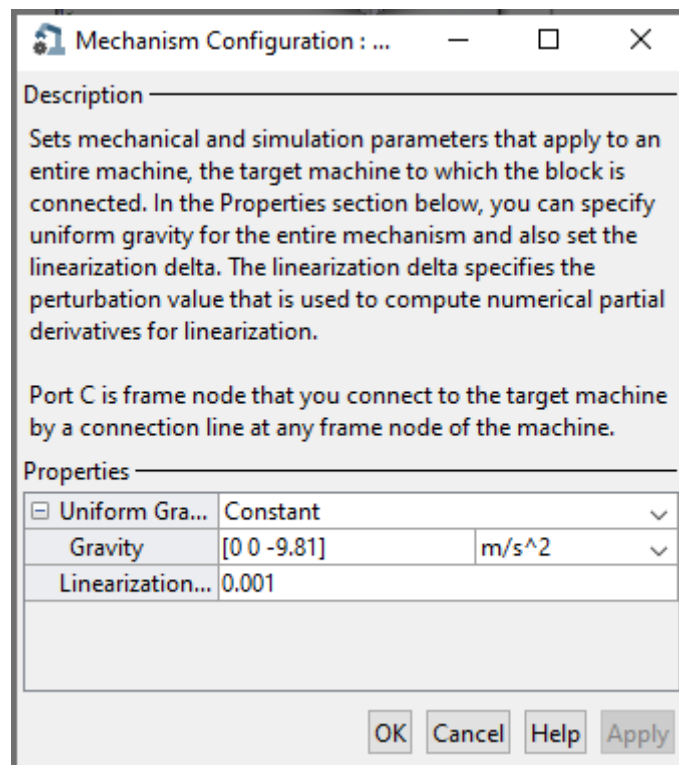 Mechanism Configuration : ...
Description
Sets mechanical and simulation parameters that apply to an
entire machine, the target machine to which the block is
connected. In the Properties section below, you can specify
uniform gravity for the entire mechanism and also set the
linearization delta. The linearization delta specifies the
perturbation value that is used to compute numerical partial
derivatives for linearization.
Port C is frame node that you connect to the target machine
by a connection line at any frame node of the machine.
Properties
Uniform Gra... Constant
Gravity [0 0 -9.81] m/s^2
Linearization... 0.001
OK Cancel Help Apply